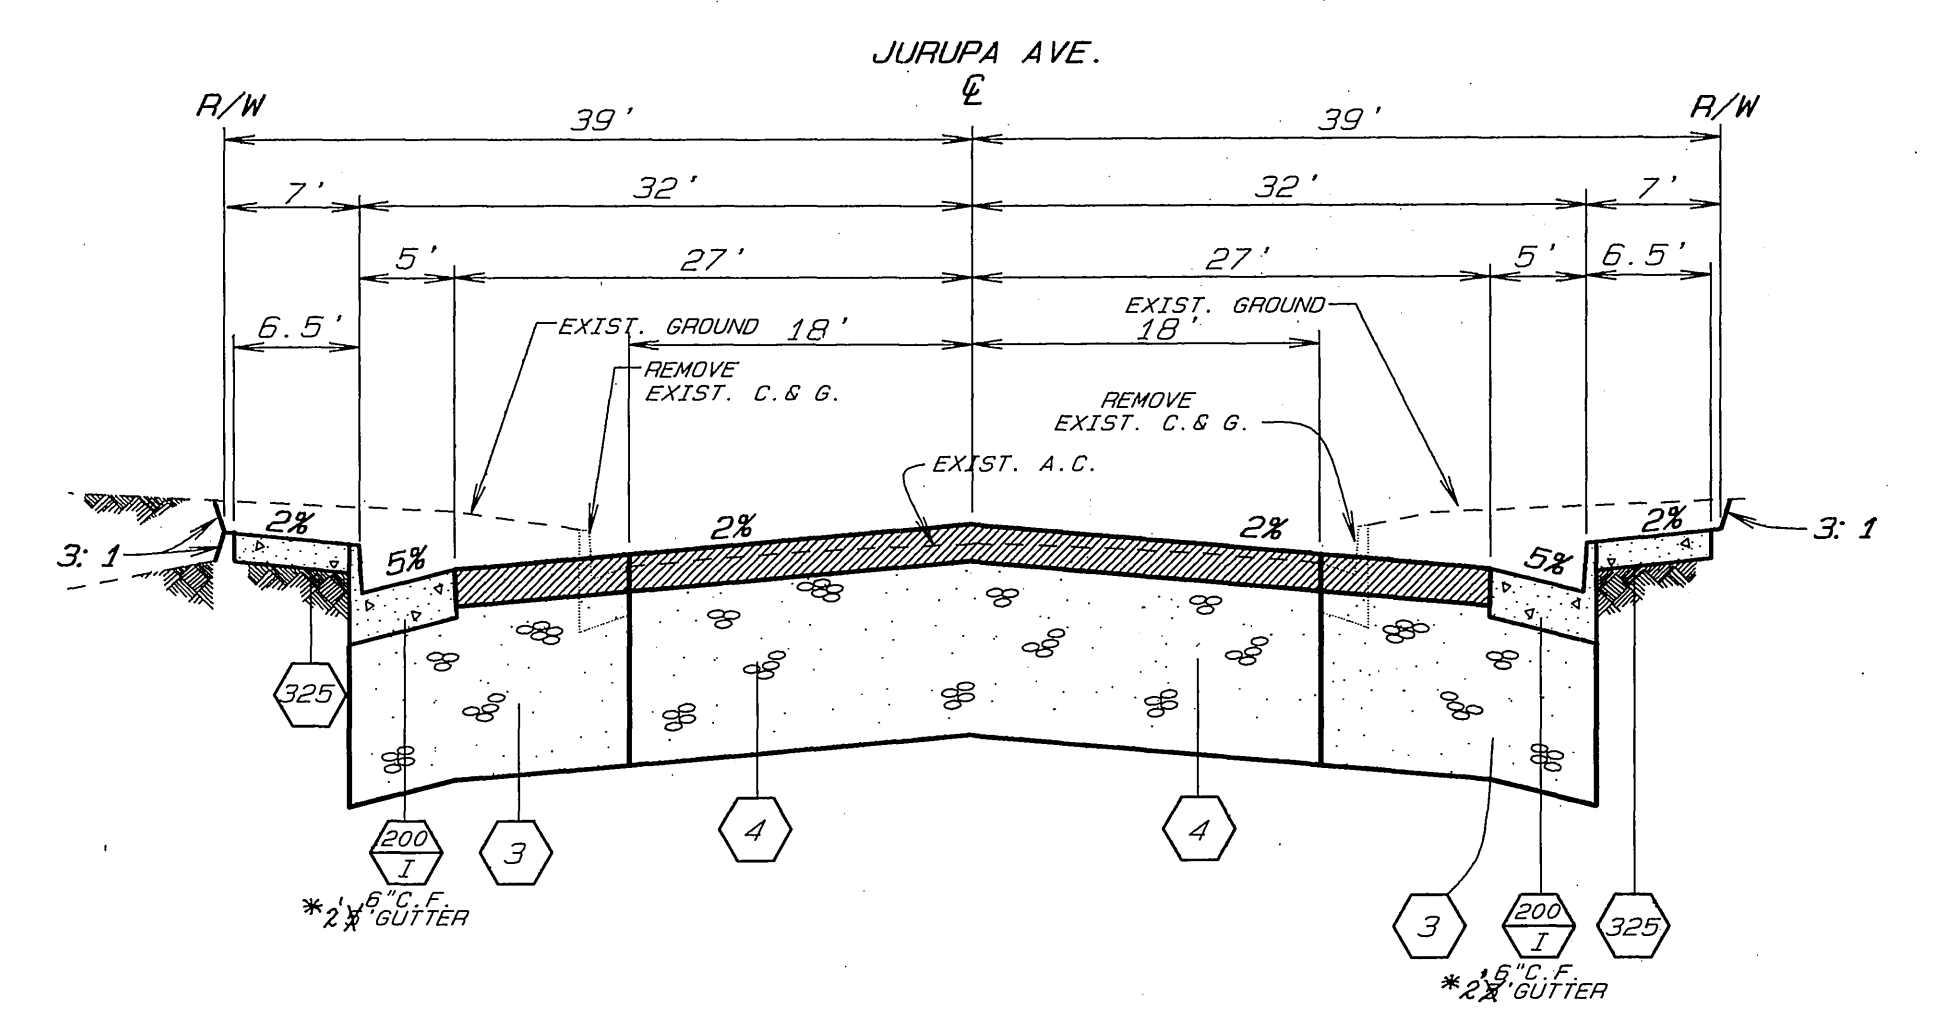 JURUPA AVE.
℄
R/W R/W
39' 39'
7' 32' 32' 7'
5' 27' 27' 5' 6.5'
6.5' EXIST. GROUND 18' 18' EXIST. GROUND
REMOVE
EXIST. C.& G.
REMOVE
EXIST. C.& G.
EXIST. A.C.
2% 2% 2% 2%
3:1 5% 5% 3:1
325
200
I
3 4 4
6"C.F.
*2' GUTTER
3 200
I
325
6"C.F.
*2' GUTTER